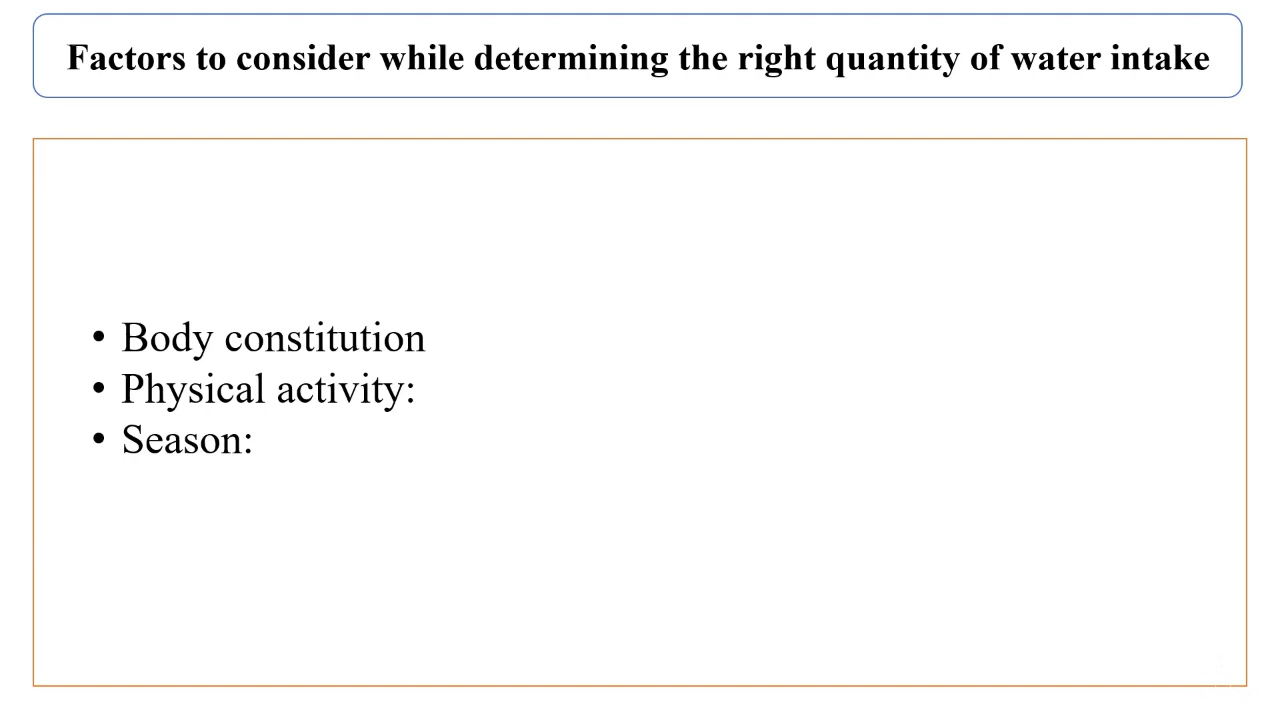 Factors to consider while determining the right quantity of water intake
• Body constitution
• Physical activity:
• Season: